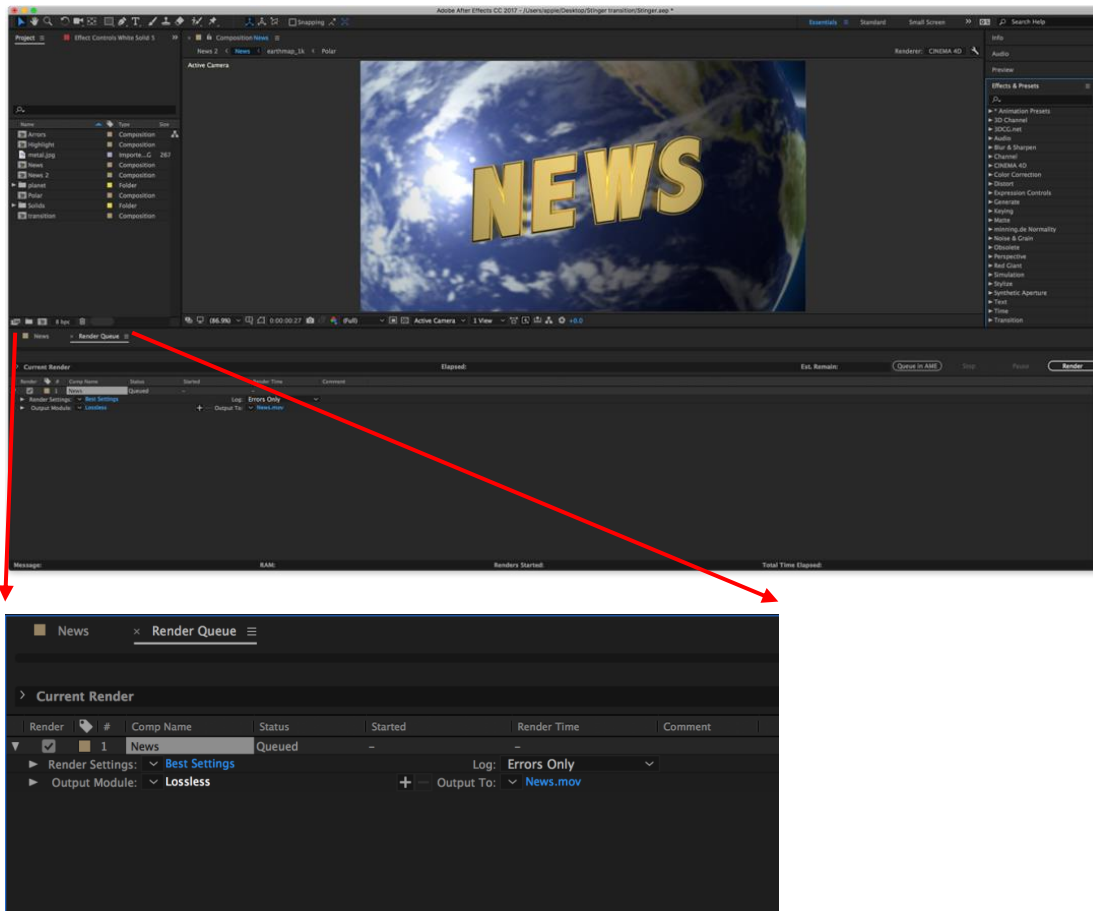 Adobe After Effects CC 2017 - /Users/apple/Desktop/Stinger transition/Stinger.aep *
Snapping
Essentials
Standard
Small Screen
Search Help
Project
Effect Controls White Solid 5
Composition News
News 2
News
earthmap_1k
Polar
Renderer: CINEMA 4D
Active Camera
NEWS
Name
Type
Size
Arrors
Composition
Highlight
Composition
metal.jpg
Importe...G 267
News
Composition
News 2
Composition
planet
Folder
Polar
Composition
Solids
Folder
transition
Composition
8 bpc
(86.9%)
0:00:00:27
(Full)
Active Camera
1 View
+0.0
Info
Audio
Preview
Effects & Presets
* Animation Presets
3D Channel
3DCG.net
Audio
Blur & Sharpen
Channel
CINEMA 4D
Color Correction
Distort
Expression Controls
Generate
Keying
Matte
minning.de Normality
Noise & Grain
Obsolete
Perspective
Red Giant
Simulation
Stylize
Synthetic Aperture
Text
Time
Transition
News
Render Queue
Current Render
Elapsed:
Est. Remain:
Queue in AME
Stop
Pause
Render
Render # Comp Name Status Started Render Time Comment
1 News Queued – –
Render Settings: Best Settings Log: Errors Only
Output Module: Lossless + – Output To: News.mov
Message:
RAM:
Renders Started:
Total Time Elapsed:
News × Render Queue
> Current Render
Render # Comp Name Status Started Render Time Comment
1 News Queued – –
Render Settings: Best Settings Log: Errors Only
Output Module: Lossless + – Output To: News.mov